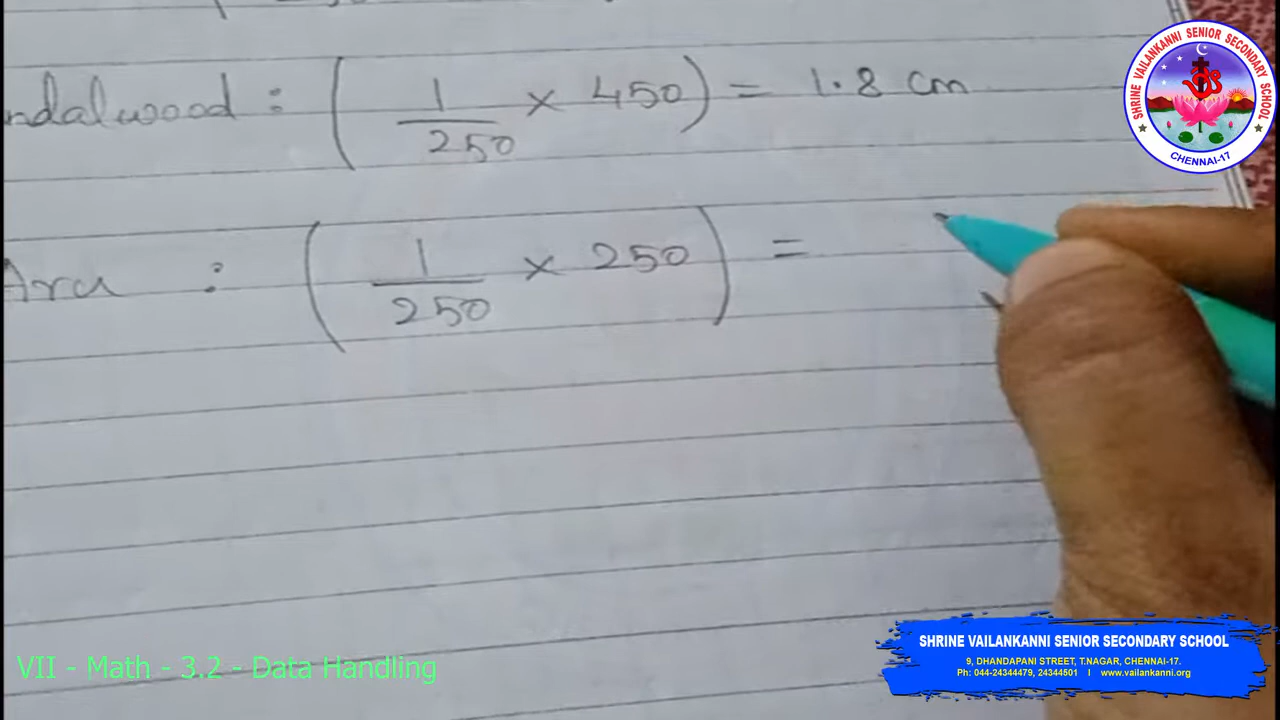 ndalwood : ( 1/250 × 450 ) = 1.8 cm
: ( 1/250 × 250 ) =
SHRINE VAILANKANNI SENIOR SECONDARY SCHOOL
CHENNAI-17
VII - Math - 3.2 - Data Handling
SHRINE VAILANKANNI SENIOR SECONDARY SCHOOL
9, DHANDAPANI STREET, T.NAGAR, CHENNAI-17.
Ph: 044-24344479, 24344501 I www.vailankanni.org